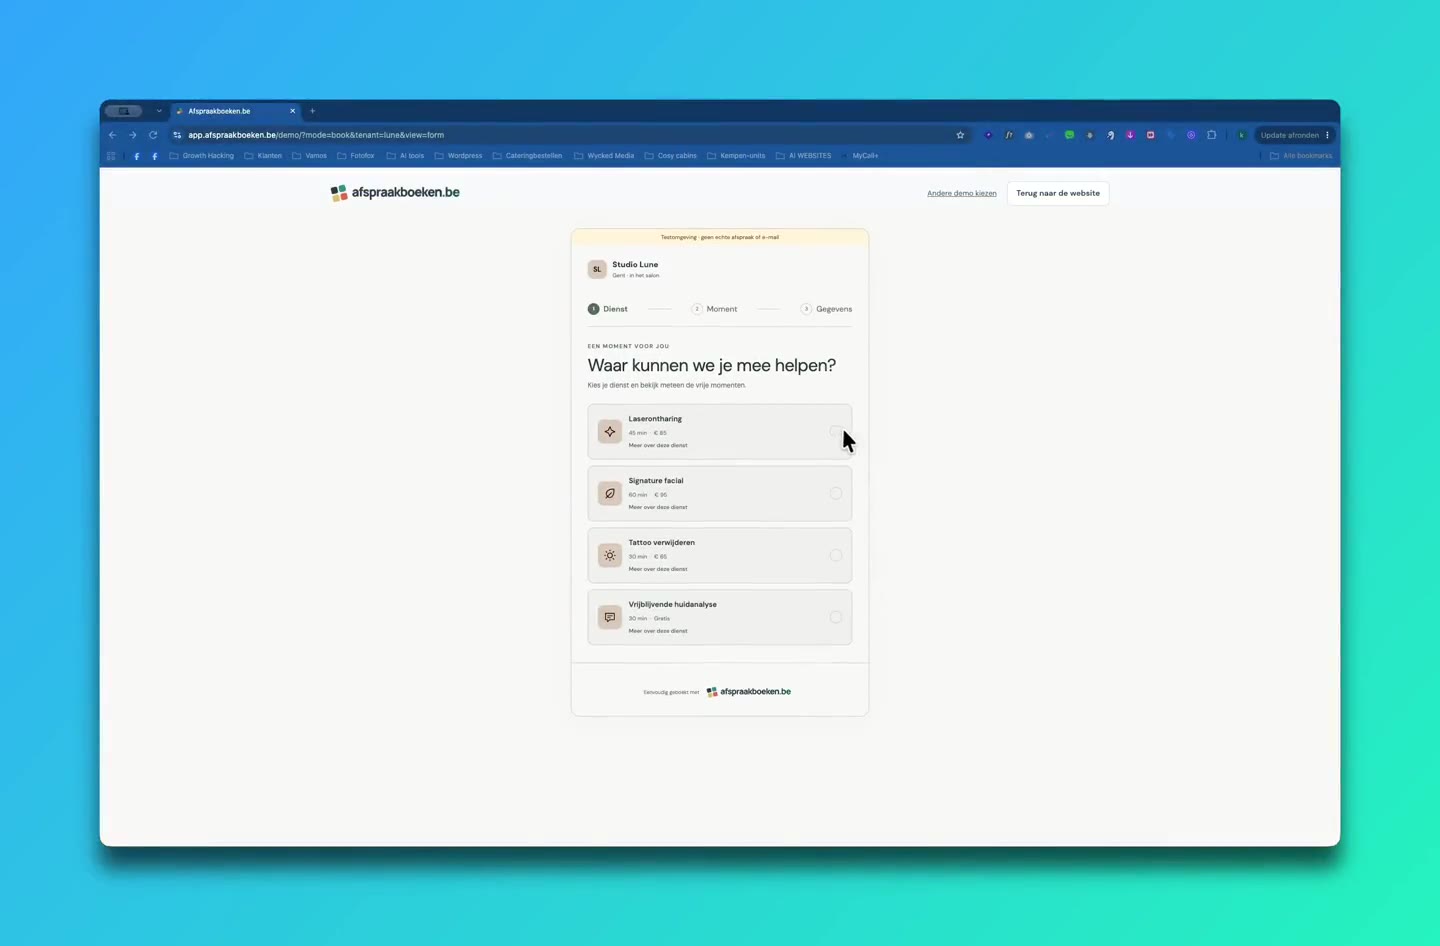 Afspraakboeken.be
app.afspraakboeken.be/demo/?mode=book&tenant=lune&view=form
Update afronden
Growth Hacking
Klanten
Vamos
Fotofox
AI tools
Wordpress
Cateringbestellen
Wycked Media
Cosy cabins
Kempen-units
AI WEBSITES
MyCall+
Alle bookmarks
afspraakboeken.be
Andere demo kiezen
Terug naar de website
Testomgeving · geen echte afspraak of e-mail
SL
Studio Lune
Gent · in het salon
1 Dienst
2 Moment
3 Gegevens
EEN MOMENT VOOR JOU
Waar kunnen we je mee helpen?
Kies je dienst en bekijk meteen de vrije momenten.
Laserontharing
45 min · € 85
Meer over deze dienst
Signature facial
60 min · € 95
Meer over deze dienst
Tattoo verwijderen
Meer over deze dienst
Vrijblijvende huidanalyse
30 min · Gratis
Meer over deze dienst
Eenvoudig geboekt met
afspraakboeken.be